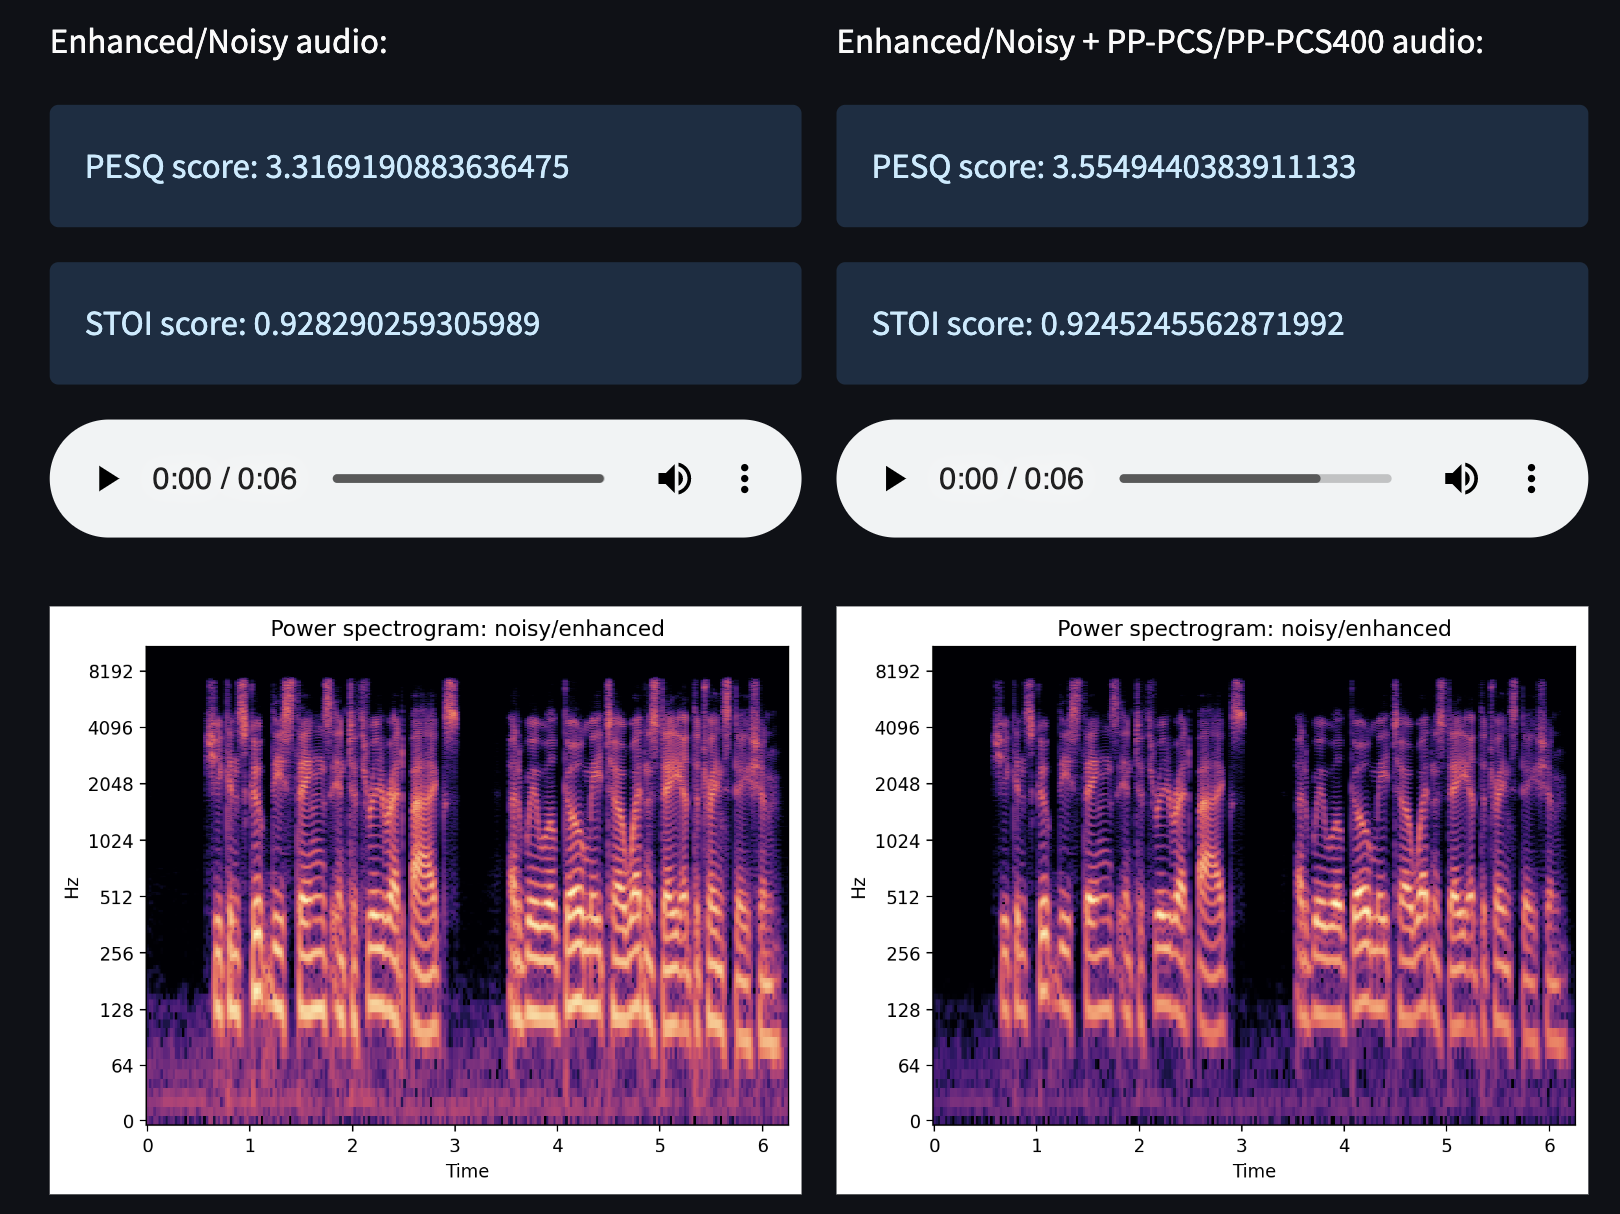 Enhanced/Noisy audio:
PESQ score: 3.3169190883636475
STOI score: 0.928290259305989
0:00 / 0:06
Power spectrogram: noisy/enhanced
8192
4096
2048
1024
512
256
128
64
0
Hz
0 1 2 3 4 5 6
Time
Enhanced/Noisy + PP-PCS/PP-PCS400 audio:
PESQ score: 3.5549440383911133
STOI score: 0.9245245562871992
0:00 / 0:06
Power spectrogram: noisy/enhanced
8192
4096
2048
1024
512
256
128
64
0
Hz
0 1 2 3 4 5 6
Time